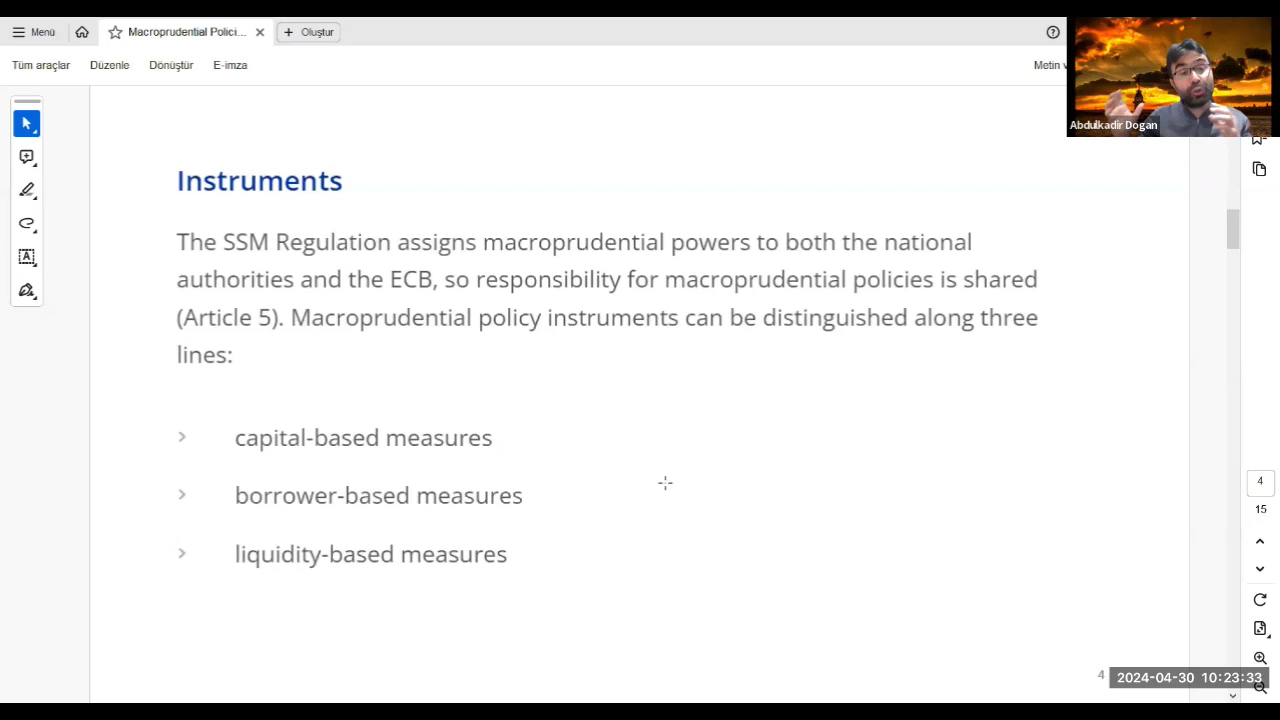 Menü
Macroprudential Polici...
Oluştur
Tüm araçlar
Düzenle
Dönüştür
E-imza
Metin v
Abdulkadir Dogan
Instruments
The SSM Regulation assigns macroprudential powers to both the national
authorities and the ECB, so responsibility for macroprudential policies is shared
(Article 5). Macroprudential policy instruments can be distinguished along three
lines:
capital-based measures
borrower-based measures
liquidity-based measures
4
15
4
2024-04-30 10:23:33